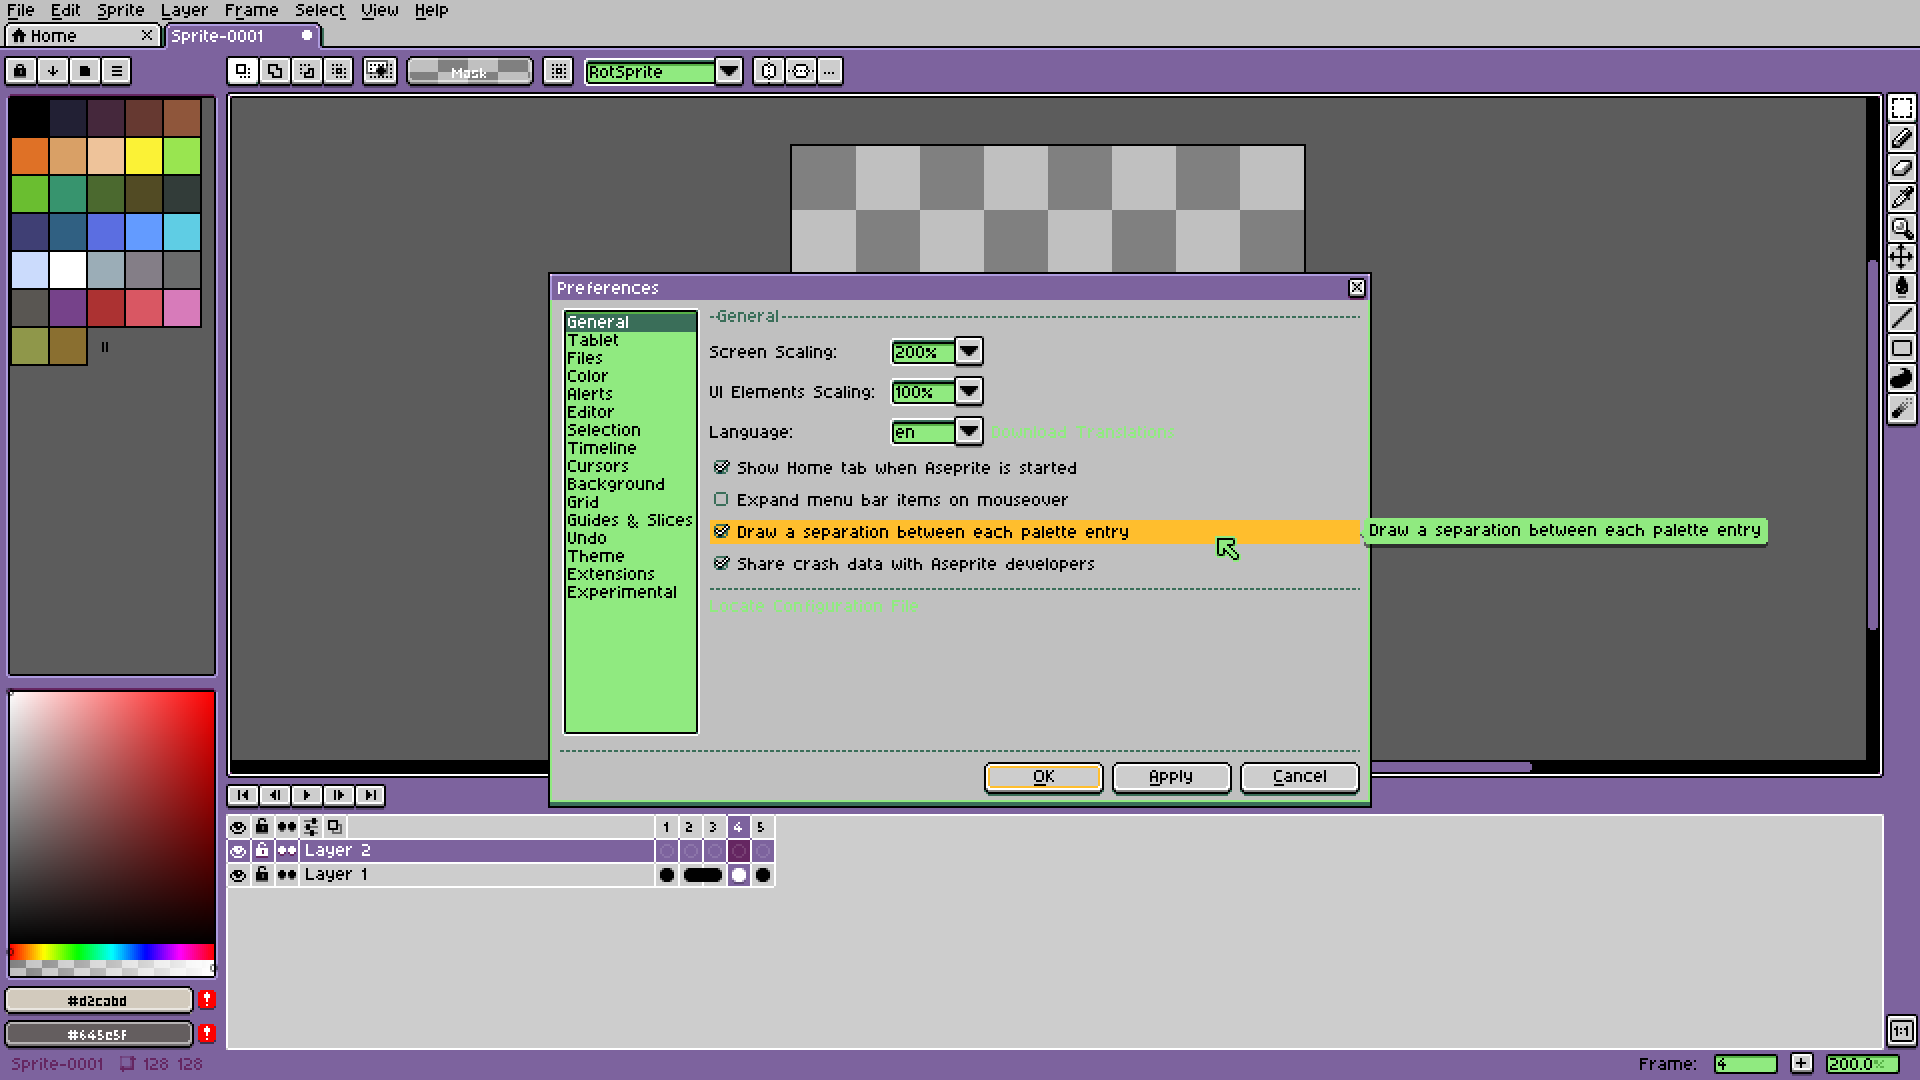 File Edit Sprite Layer Frame Select View Help
Home
Sprite-0001
Mask
RotSprite
Preferences
General
Tablet
Files
Color
Alerts
Editor
Selection
Timeline
Cursors
Background
Grid
Guides & Slices
Undo
Theme
Extensions
Experimental
General
Screen Scaling: 200%
UI Elements Scaling: 100%
Language: en Download Translations
Show Home tab when Aseprite is started
Expand menu bar items on mouseover
Draw a separation between each palette entry
Share crash data with Aseprite developers
Locate Configuration File
Draw a separation between each palette entry
OK Apply Cancel
1 2 3 4 5
Layer 2
Layer 1
#d2cabd
#645e5f
1:1
Sprite-0001 128 128
Frame: 4 + 200.0%